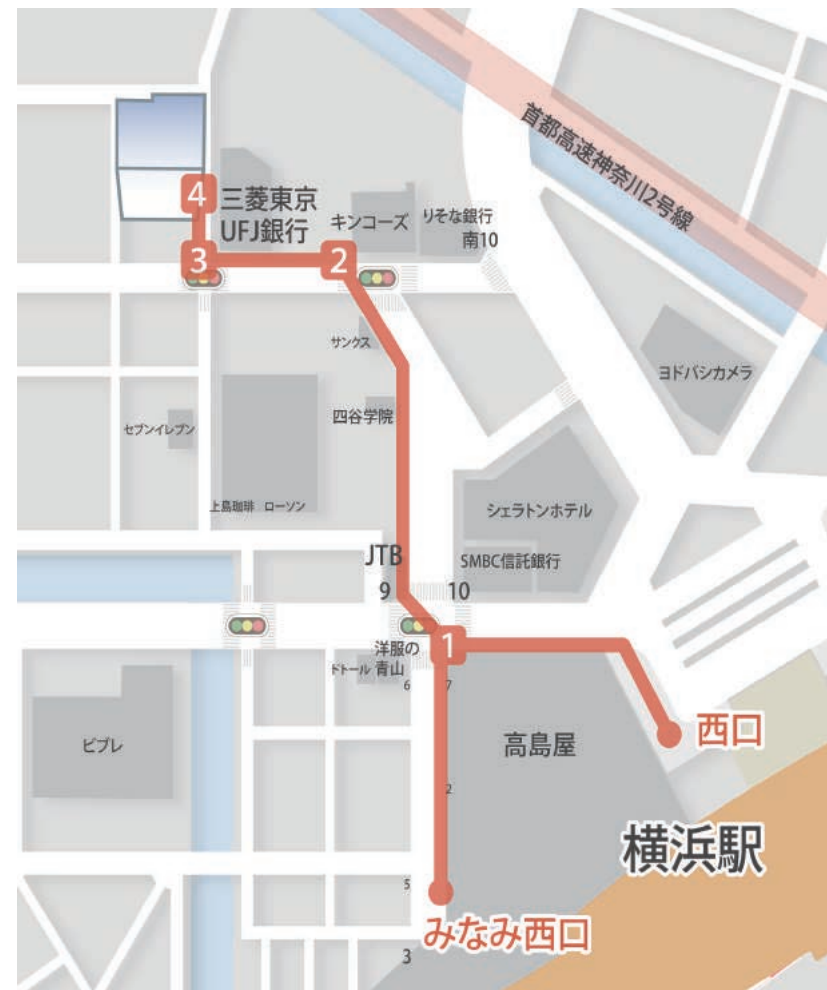 首都高速神奈川2号線
4
三菱東京
UFJ銀行
キンコーズ
りそな銀行
南10
3
2
サンクス
ヨドバシカメラ
四谷学院
セブンイレブン
上島珈琲 ローソン
シェラトンホテル
JTB
SMBC信託銀行
9
10
1
洋服の
青山
ドトール
6
7
西口
ビブレ
高島屋
2
横浜駅
5
みなみ西口
3